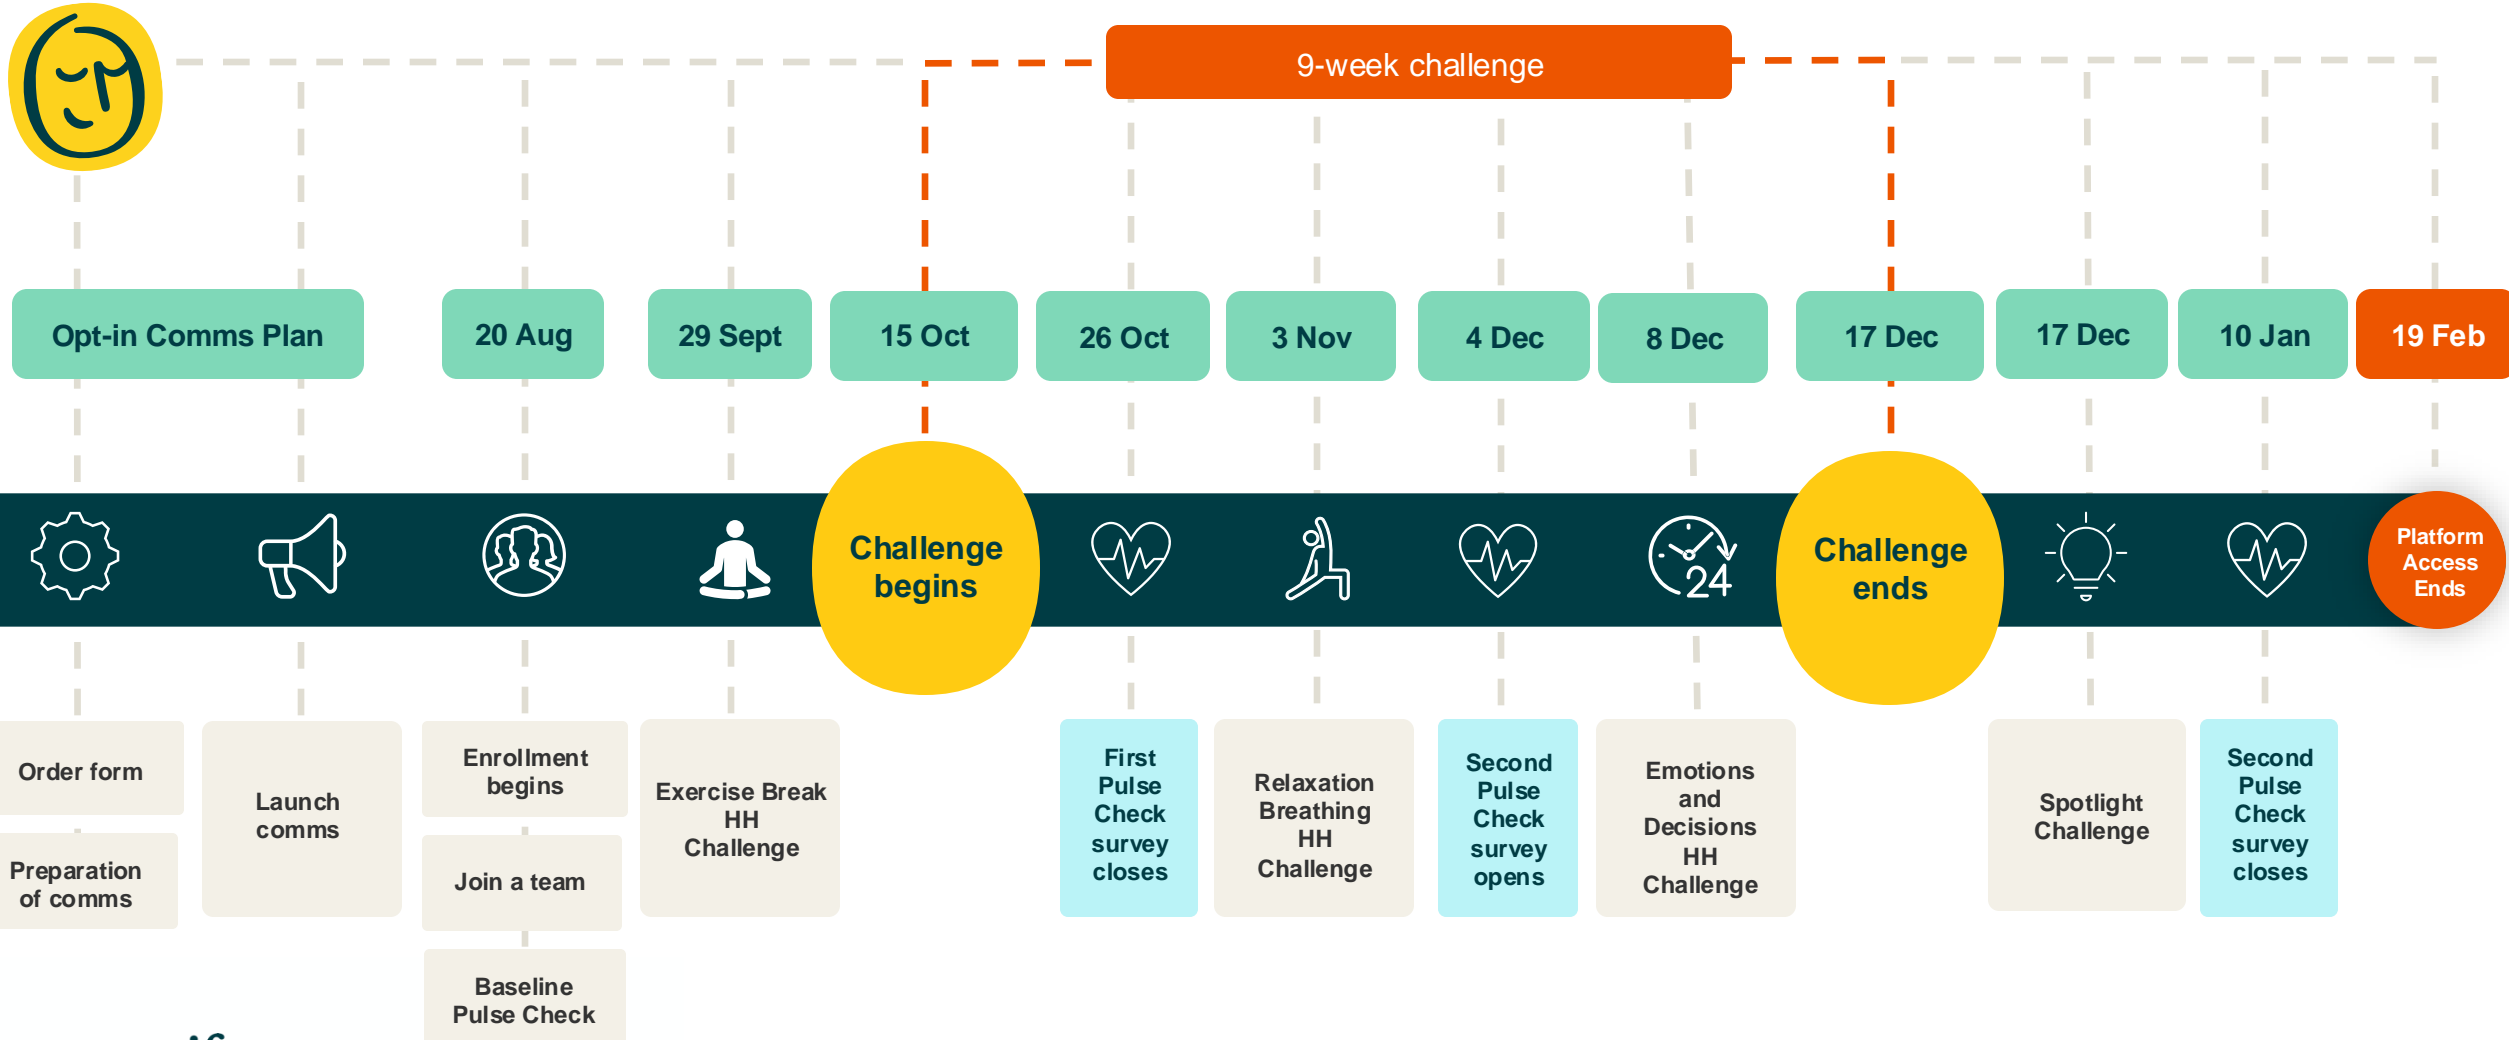 9-week challenge
Opt-in Comms Plan
20 Aug
29 Sept
15 Oct
26 Oct
3 Nov
4 Dec
8 Dec
17 Dec
17 Dec
10 Jan
19 Feb
Challenge
begins
24
Challenge
ends
Platform
Access
Ends
Order form
Preparation
of comms
Launch
comms
Enrollment
begins
Join a team
Baseline
Pulse Check
Exercise Break
HH
Challenge
First
Pulse
Check
survey
closes
Relaxation
Breathing
HH
Challenge
Second
Pulse
Check
survey
opens
Emotions
and
Decisions
HH
Challenge
Spotlight
Challenge
Second
Pulse
Check
survey
closes